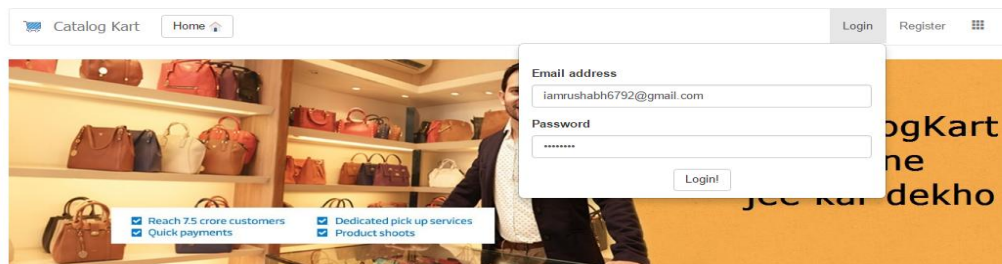 Catalog Kart Home Login Register
Email address
iamrushabh6792@gmail.com
Password
••••••••
Login!
ogKart
ne
jee kar dekho
Reach 7.5 crore customers
Dedicated pick up services
Quick payments
Product shoots